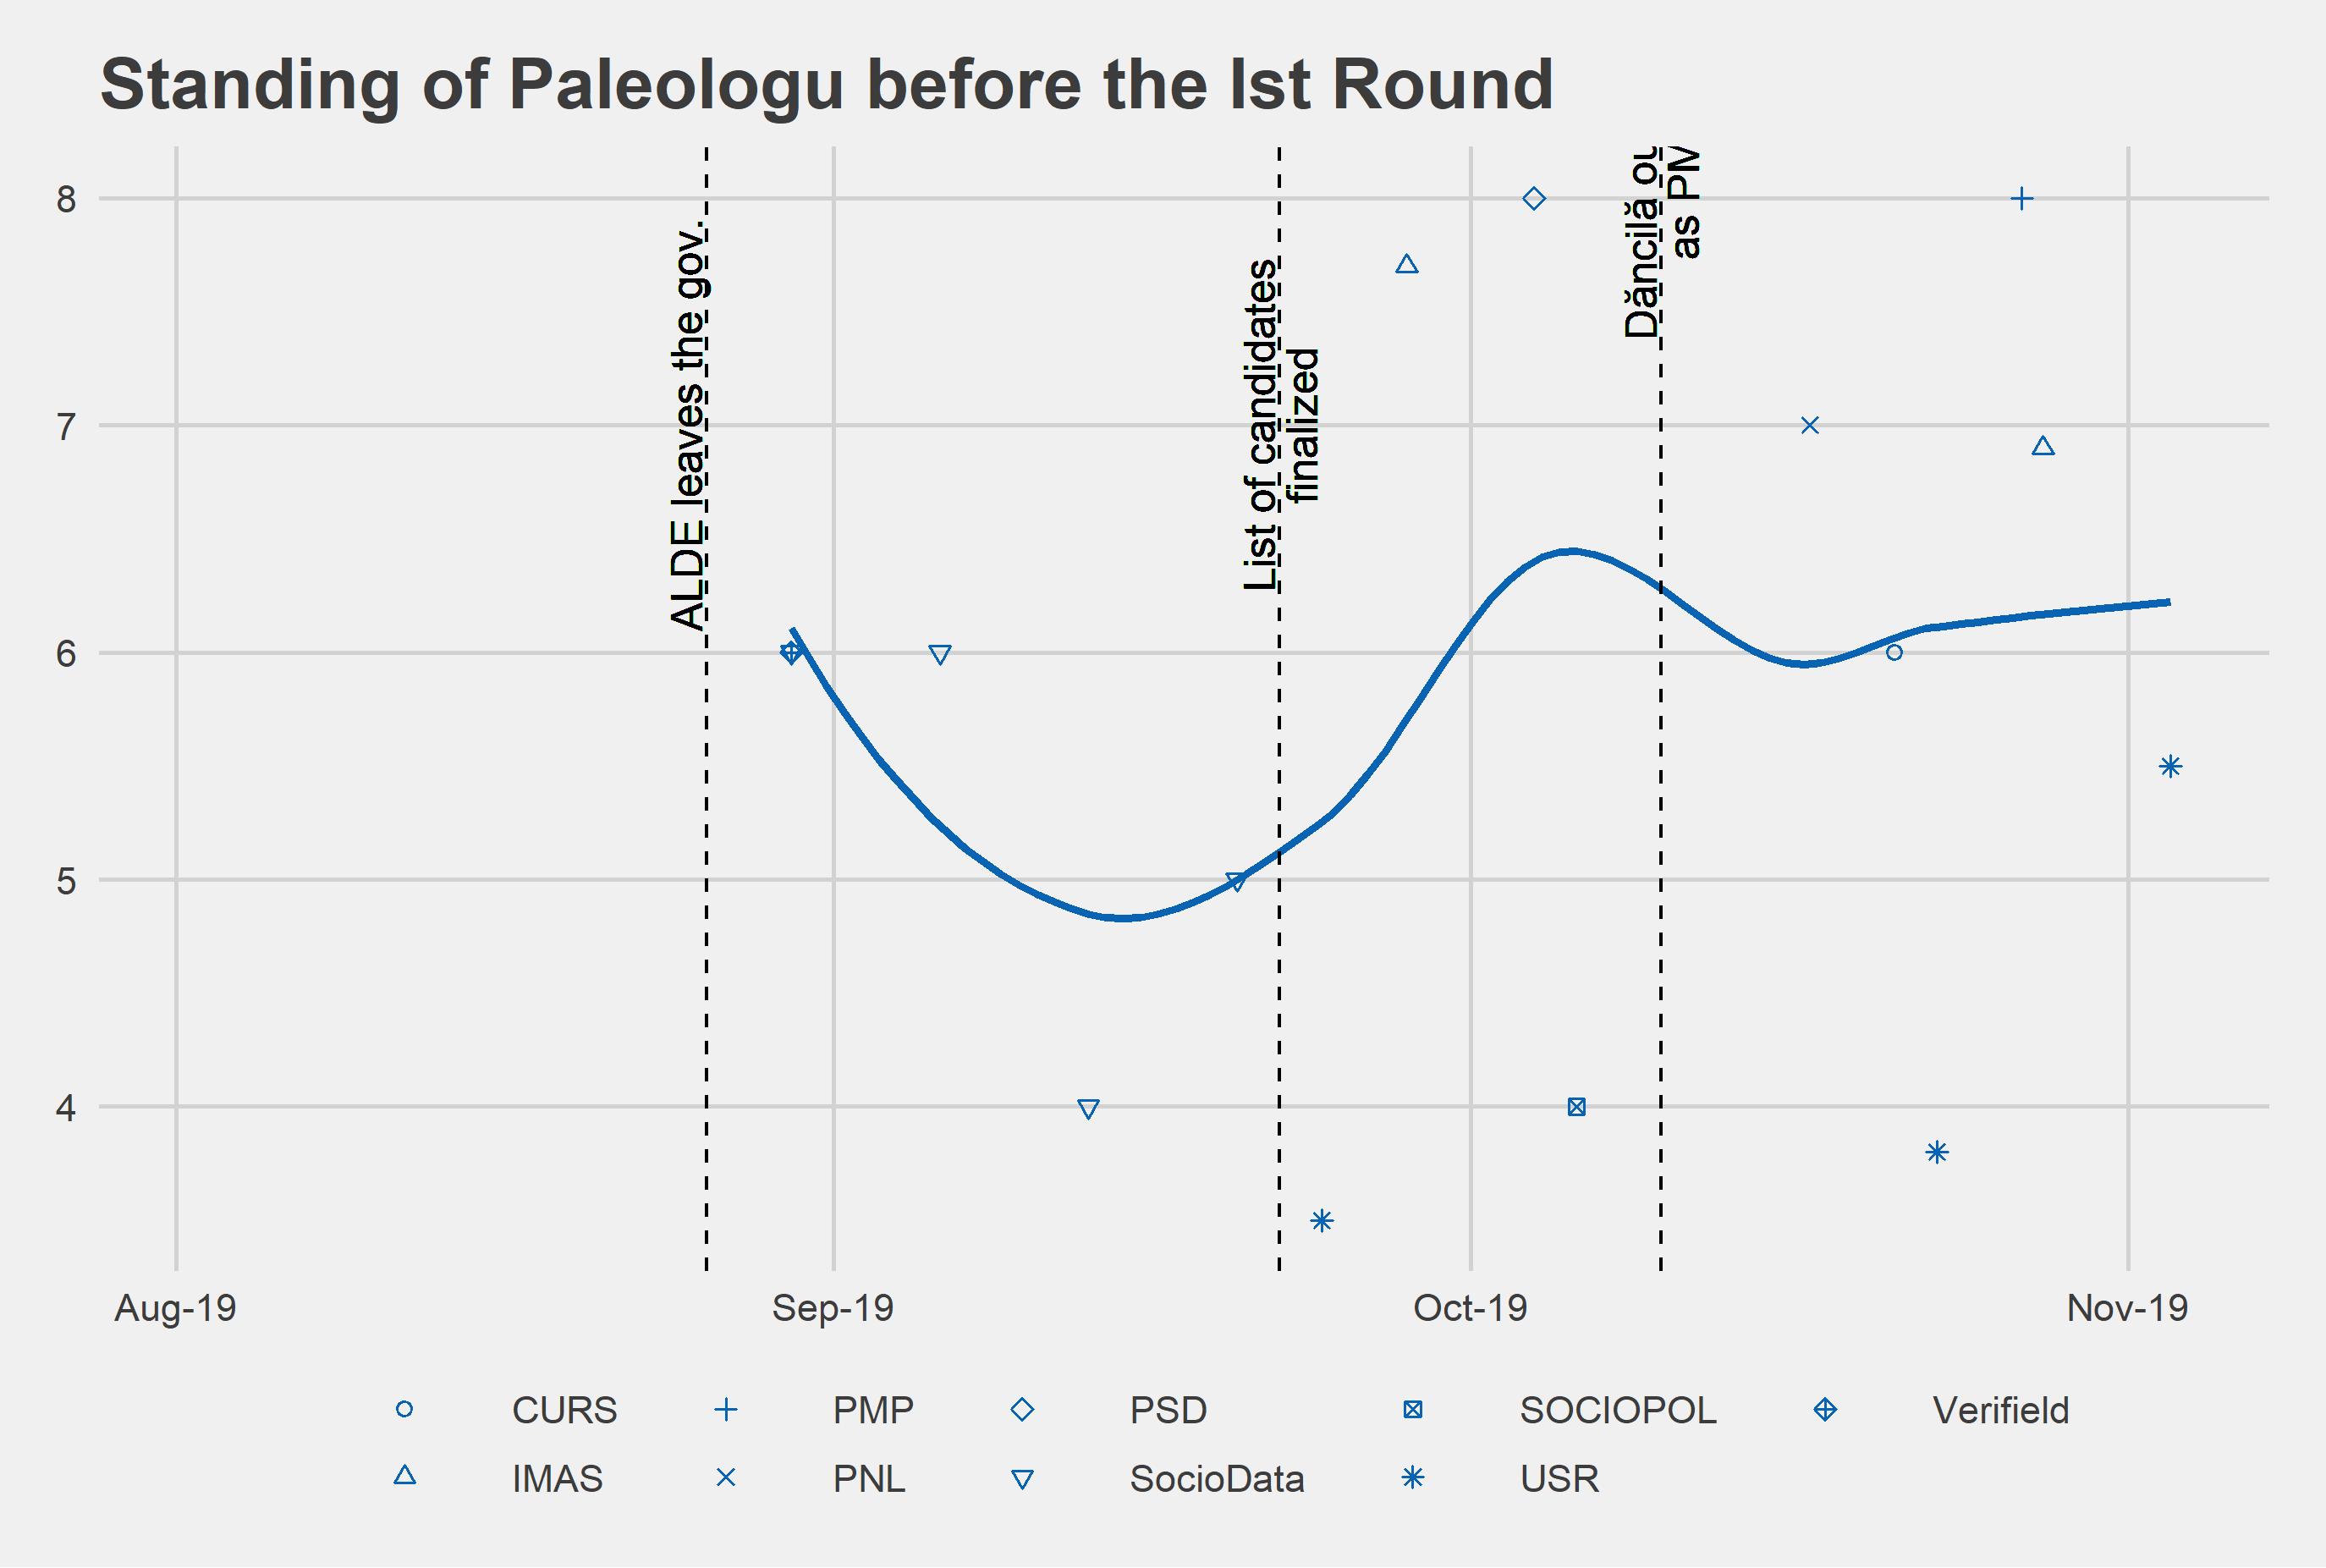 Standing of Paleologu before the Ist Round
8
7
6
5
4
ALDE leaves the gov.
List of candidates
finalized
Dăncilă
as
Aug-19
Sep-19
Oct-19
Nov-19
CURS
PMP
PSD
SOCIOPOL
Verifield
IMAS
PNL
SocioData
USR